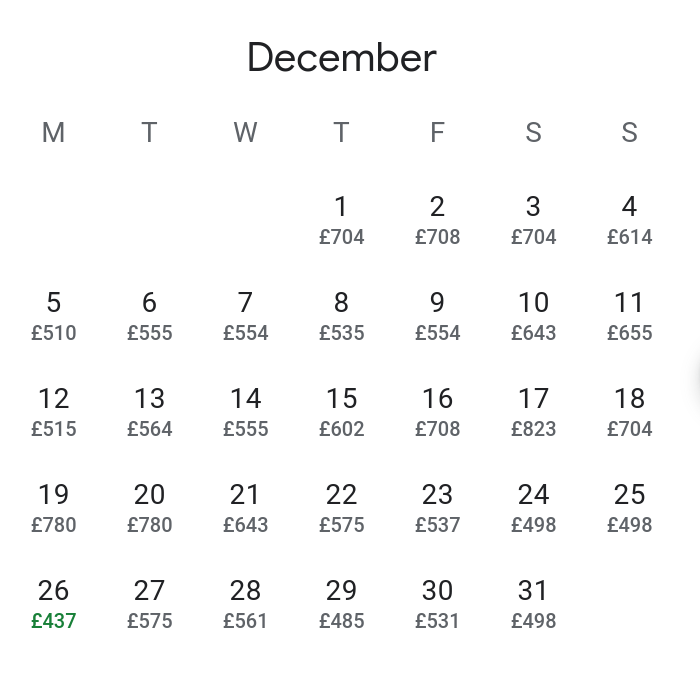 December
M T W T F S S
1 2 3 4
£704 £708 £704 £614
5 6 7 8 9 10 11
£510 £555 £554 £535 £554 £643 £655
12 13 14 15 16 17 18
£515 £564 £555 £602 £708 £823 £704
19 20 21 22 23 24 25
£780 £780 £643 £575 £537 £498 £498
26 27 28 29 30 31
£437 £575 £561 £485 £531 £498